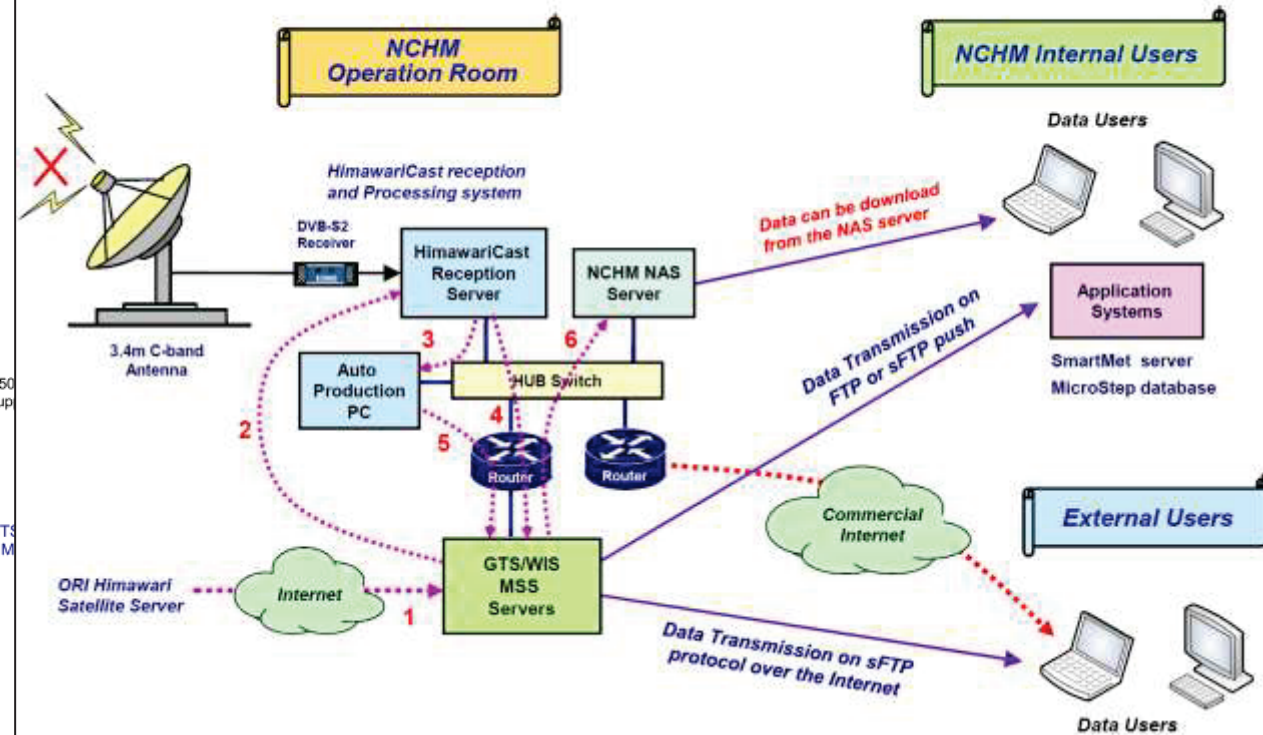 NCHM
Operation Room
NCHM Internal Users
Data Users
HimawariCast reception
and Processing system
DVB-S2
Receiver
HimawariCast
Reception
Server
NCHM NAS
Server
Data can be download
from the NAS server
Application
Systems
SmartMet server
MicroStep database
3.4m C-band
Antenna
3
6
Auto
Production
PC
HUB Switch
Data Transmission on
FTP or sFTP push
2
4
5
Router
Router
Commercial
Internet
External Users
ORI Himawari
Satellite Server
Internet
1
GTS/WIS
MSS
Servers
Data Transmission on sFTP
protocol over the Internet
Data Users
50